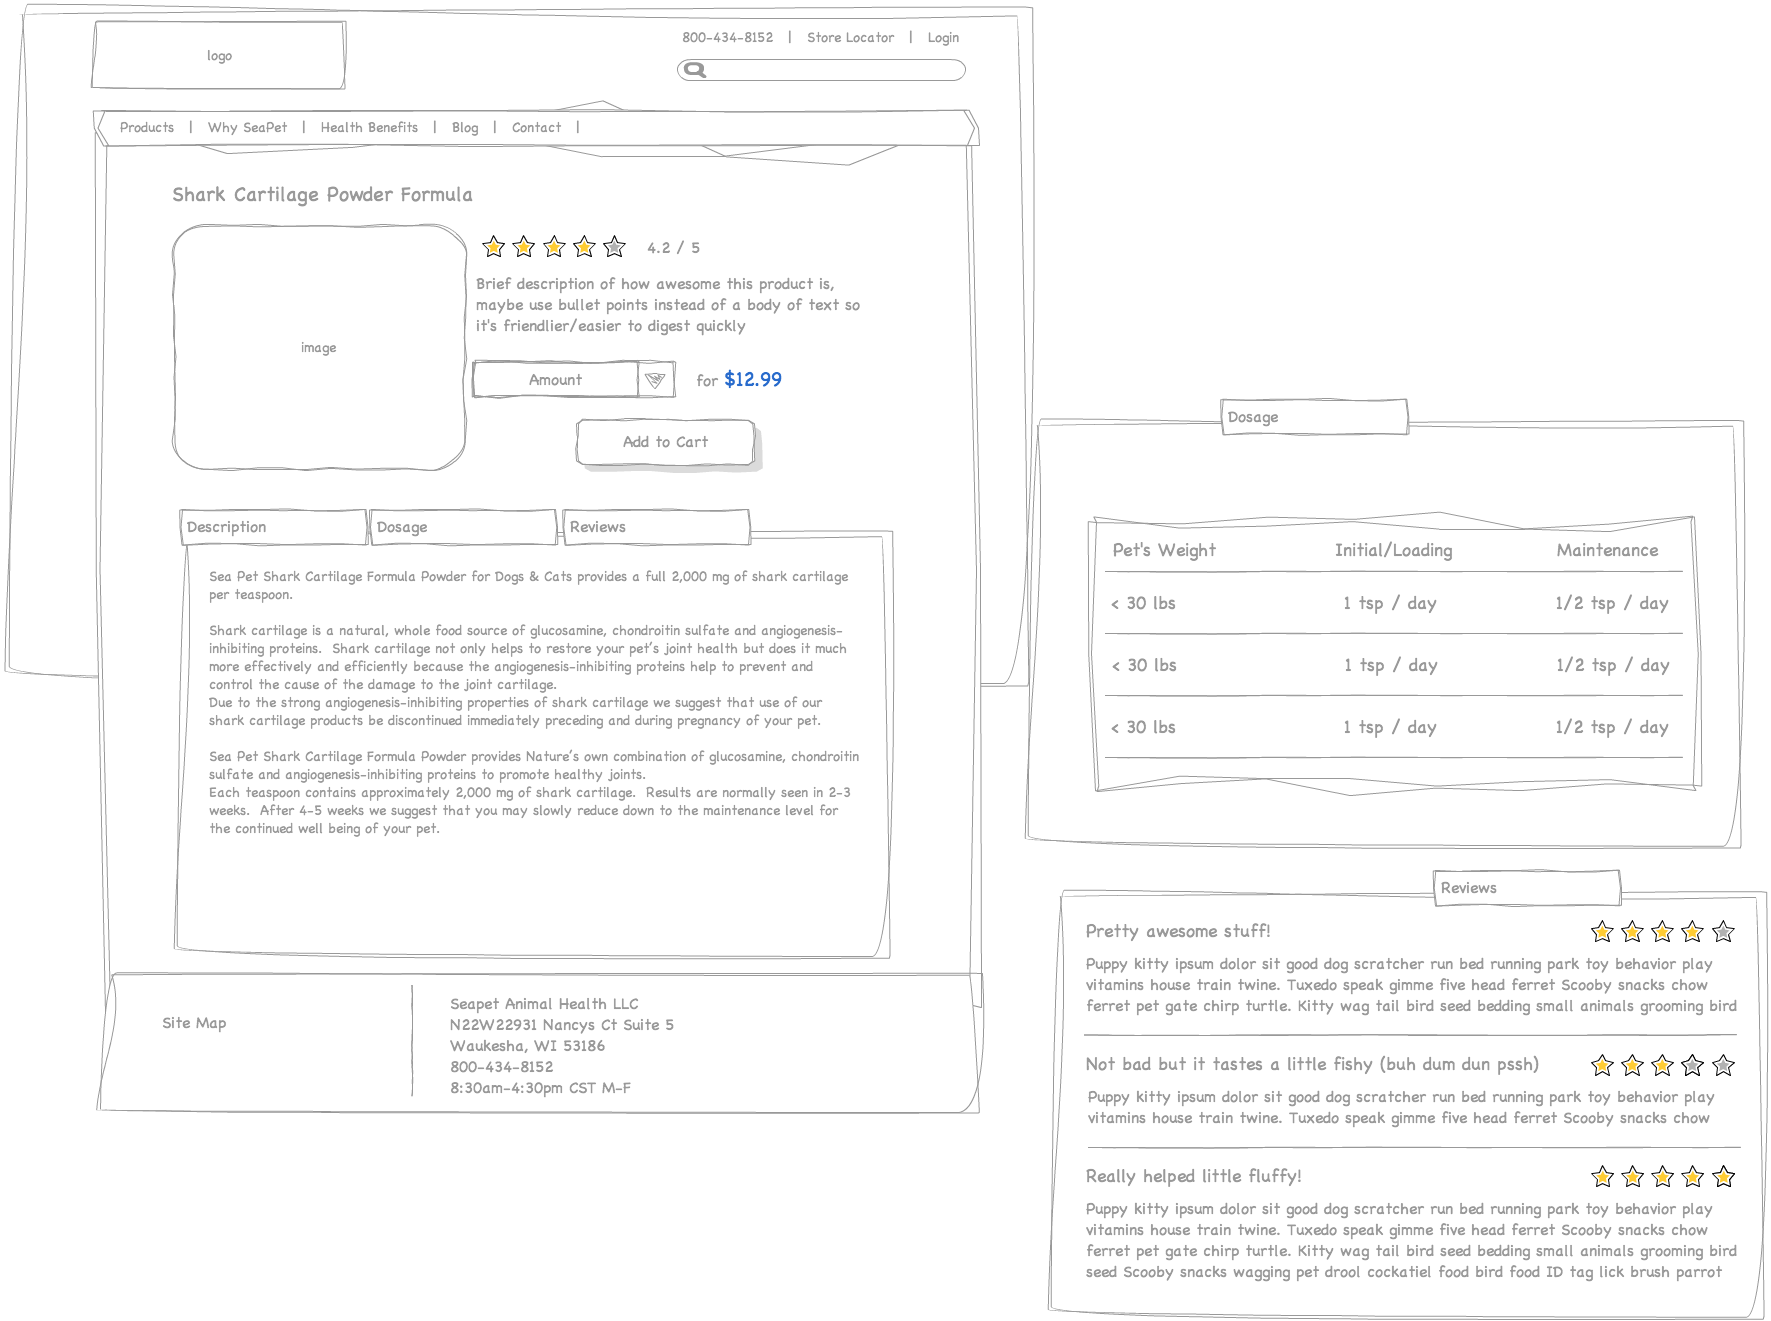 logo
800-434-8152 | Store Locator | Login
Products | Why SeaPet | Health Benefits | Blog | Contact |
Shark Cartilage Powder Formula
4.2 / 5
Brief description of how awesome this product is,
maybe use bullet points instead of a body of text so
it's friendlier/easier to digest quickly
image
Amount
for $12.99
Add to Cart
Description
Dosage
Reviews
Sea Pet Shark Cartilage Formula Powder for Dogs & Cats provides a full 2,000 mg of shark cartilage
per teaspoon.
Shark cartilage is a natural, whole food source of glucosamine, chondroitin sulfate and angiogenesis-
inhibiting proteins. Shark cartilage not only helps to restore your pet's joint health but does it much
more effectively and efficiently because the angiogenesis-inhibiting proteins help to prevent and
control the cause of the damage to the joint cartilage.
Due to the strong angiogenesis-inhibiting properties of shark cartilage we suggest that use of our
shark cartilage products be discontinued immediately preceding and during pregnancy of your pet.
Sea Pet Shark Cartilage Formula Powder provides Nature's own combination of glucosamine, chondroitin
sulfate and angiogenesis-inhibiting proteins to promote healthy joints.
Each teaspoon contains approximately 2,000 mg of shark cartilage. Results are normally seen in 2-3
weeks. After 4-5 weeks we suggest that you may slowly reduce down to the maintenance level for
the continued well being of your pet.
Site Map
Seapet Animal Health LLC
N22W22931 Nancys Ct Suite 5
Waukesha, WI 53186
800-434-8152
8:30am-4:30pm CST M-F
Dosage
Pet's Weight Initial/Loading Maintenance
< 30 lbs 1 tsp / day 1/2 tsp / day
< 30 lbs 1 tsp / day 1/2 tsp / day
< 30 lbs 1 tsp / day 1/2 tsp / day
Reviews
Pretty awesome stuff!
Puppy kitty ipsum dolor sit good dog scratcher run bed running park toy behavior play
vitamins house train twine. Tuxedo speak gimme five head ferret Scooby snacks chow
ferret pet gate chirp turtle. Kitty wag tail bird seed bedding small animals grooming bird
Not bad but it tastes a little fishy (buh dum dun pssh)
Puppy kitty ipsum dolor sit good dog scratcher run bed running park toy behavior play
vitamins house train twine. Tuxedo speak gimme five head ferret Scooby snacks chow
Really helped little fluffy!
Puppy kitty ipsum dolor sit good dog scratcher run bed running park toy behavior play
vitamins house train twine. Tuxedo speak gimme five head ferret Scooby snacks chow
ferret pet gate chirp turtle. Kitty wag tail bird seed bedding small animals grooming bird
seed Scooby snacks wagging pet drool cockatiel food bird food ID tag lick brush parrot